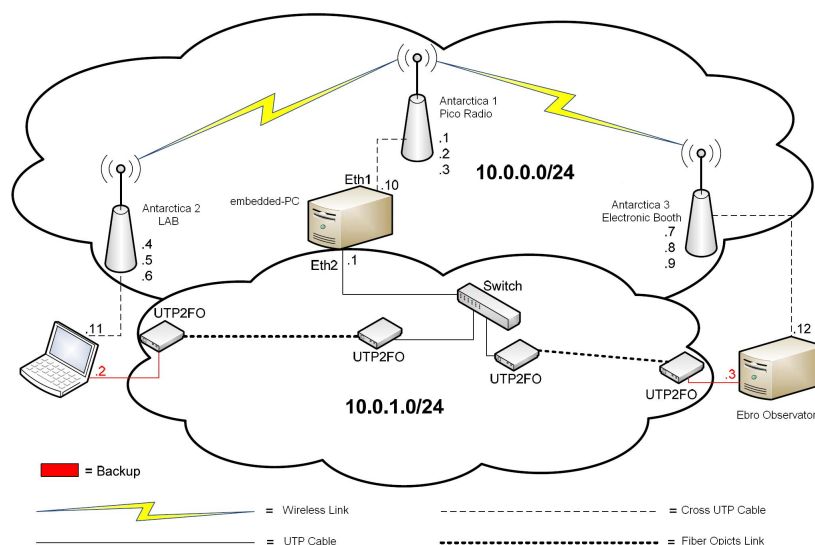 Antarctica 1
Pico Radio
.1
.2
.3
10.0.0.0/24
Eth1
.10
embedded-PC
Antarctica 2
LAB
.4
.5
.6
Antarctica 3
Electronic Booth
.7
.8
.9
Eth2
.1
Switch
.11
UTP2FO
UTP2FO
UTP2FO
UTP2FO
.12
.2
.3
10.0.1.0/24
Ebro Observator
= Backup
= Wireless Link
= Cross UTP Cable
= UTP Cable
= Fiber Opicts Link